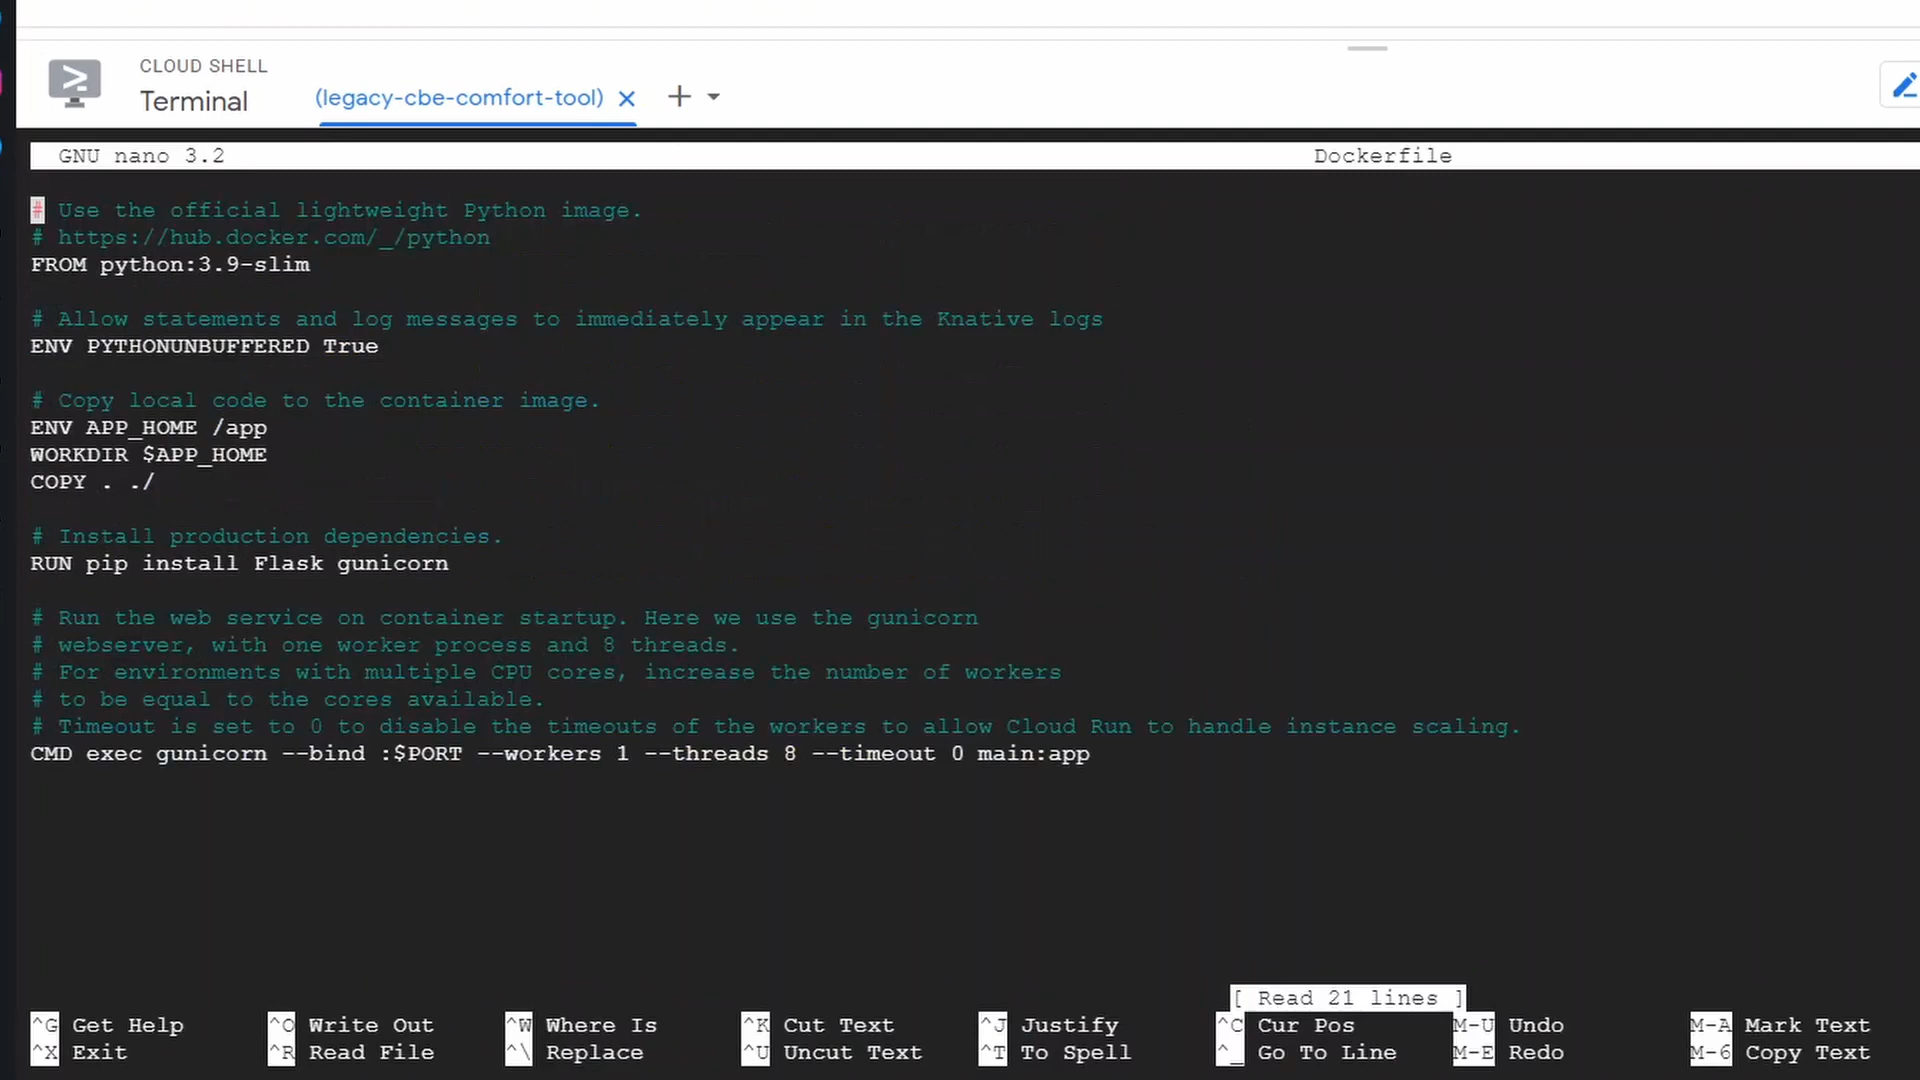 CLOUD SHELL
Terminal
(legacy-cbe-comfort-tool)
GNU nano 3.2 Dockerfile
# Use the official lightweight Python image.
# https://hub.docker.com/_/python
FROM python:3.9-slim
# Allow statements and log messages to immediately appear in the Knative logs
ENV PYTHONUNBUFFERED True
# Copy local code to the container image.
ENV APP_HOME /app
WORKDIR $APP_HOME
COPY . ./
# Install production dependencies.
RUN pip install Flask gunicorn
# Run the web service on container startup. Here we use the gunicorn
# webserver, with one worker process and 8 threads.
# For environments with multiple CPU cores, increase the number of workers
# to be equal to the cores available.
# Timeout is set to 0 to disable the timeouts of the workers to allow Cloud Run to handle instance scaling.
CMD exec gunicorn --bind :$PORT --workers 1 --threads 8 --timeout 0 main:app
[ Read 21 lines ]
^G Get Help ^O Write Out ^W Where Is ^K Cut Text ^J Justify ^C Cur Pos M-U Undo M-A Mark Text
^X Exit ^R Read File ^\ Replace ^U Uncut Text ^T To Spell ^_ Go To Line M-E Redo M-6 Copy Text